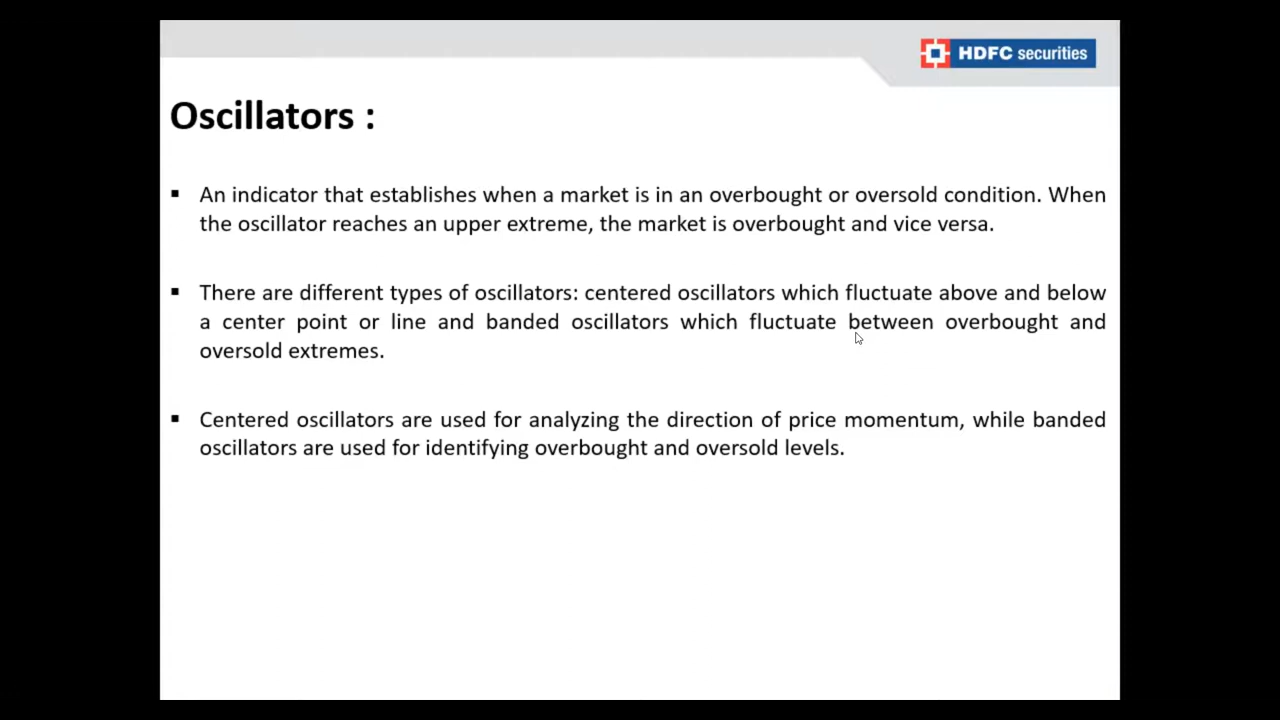 HDFC securities
Oscillators :
▪ An indicator that establishes when a market is in an overbought or oversold condition. When
the oscillator reaches an upper extreme, the market is overbought and vice versa.
▪ There are different types of oscillators: centered oscillators which fluctuate above and below
a center point or line and banded oscillators which fluctuate between overbought and
oversold extremes.
▪ Centered oscillators are used for analyzing the direction of price momentum, while banded
oscillators are used for identifying overbought and oversold levels.